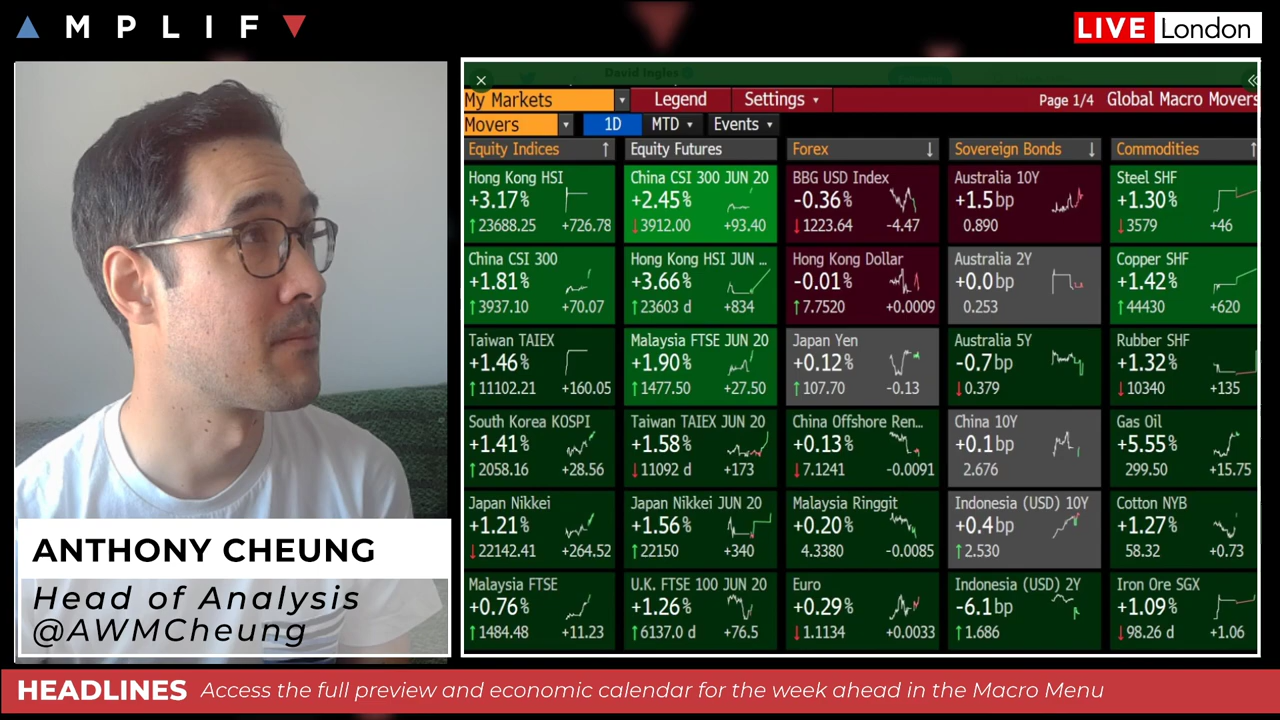 AMPLIFY
LIVE London
David Ingles
My Markets Legend Settings Page 1/4 Global Macro Movers
Movers 1D MTD Events
Equity Indices Equity Futures Forex Sovereign Bonds Commodities
Hong Kong HSI China CSI 300 JUN 20 BBG USD Index Australia 10Y Steel SHF
+3.17% +2.45% -0.36% +1.5bp +1.30%
↑23688.25 +726.78 ↓3912.00 +93.40 ↓1223.64 -4.47 0.890 ↓3579 +46
China CSI 300 Hong Kong HSI JUN ... Hong Kong Dollar Australia 2Y Copper SHF
+1.81% +3.66% -0.01% +0.0bp +1.42%
↑3937.10 +70.07 ↑23603 d +834 ↑7.7520 +0.0009 0.253 ↑44430 +620
Taiwan TAIEX Malaysia FTSE JUN 20 Japan Yen Australia 5Y Rubber SHF
+1.46% +1.90% +0.12% -0.7bp +1.32%
↑11102.21 +160.05 ↑1477.50 +27.50 ↑107.70 -0.13 ↓0.379 ↓10340 +135
South Korea KOSPI Taiwan TAIEX JUN 20 China Offshore Ren... China 10Y Gas Oil
+1.41% +1.58% +0.13% +0.1bp +5.55%
↑2058.16 +28.56 ↓11092 d +173 ↓7.1241 -0.0091 2.676 299.50 +15.75
Japan Nikkei Japan Nikkei JUN 20 Malaysia Ringgit Indonesia (USD) 10Y Cotton NYB
+1.21% +1.56% +0.20% +0.4bp +1.27%
↓22142.41 +264.52 ↑22150 +340 4.3380 -0.0085 ↑2.530 58.32 +0.73
Malaysia FTSE U.K. FTSE 100 JUN 20 Euro Indonesia (USD) 2Y Iron Ore SGX
+0.76% +1.26% +0.29% -6.1bp +1.09%
↑1484.48 +11.23 ↑6137.0 d +76.5 ↓1.1134 +0.0033 ↑1.686 ↓98.26 d +1.06
ANTHONY CHEUNG
Head of Analysis
@AWMCheung
HEADLINES Access the full preview and economic calendar for the week ahead in the Macro Menu